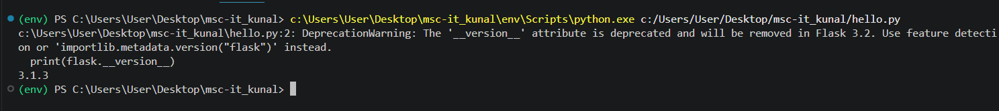 (env) PS C:\Users\User\Desktop\msc-it_kunal> c:\Users\User\Desktop\msc-it_kunal\env\Scripts\python.exe c:/Users/User/Desktop/msc-it_kunal/hello.py
c:\Users\User\Desktop\msc-it_kunal\hello.py:2: DeprecationWarning: The '__version__' attribute is deprecated and will be removed in Flask 3.2. Use feature detecti
on or 'importlib.metadata.version("flask")' instead.
  print(flask.__version__)
3.1.3
(env) PS C:\Users\User\Desktop\msc-it_kunal>